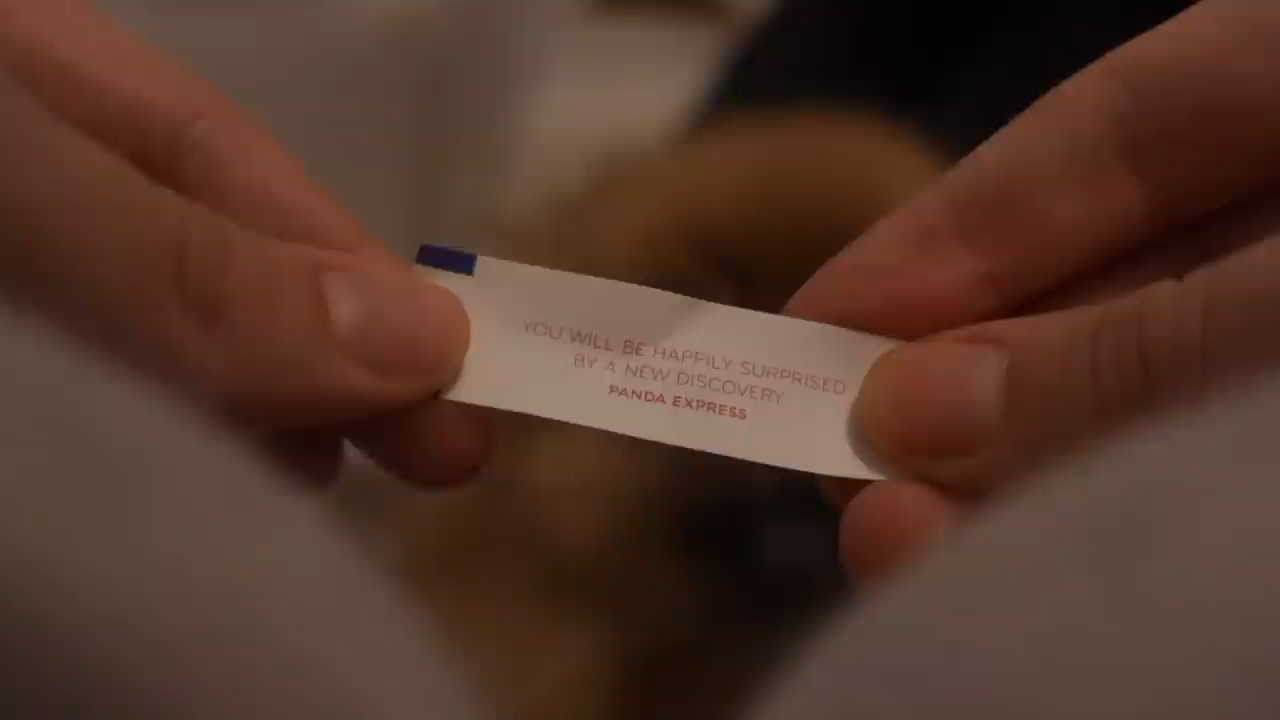 YOU WILL BE HAPPILY SURPRISED
BY A NEW DISCOVERY
PANDA EXPRESS